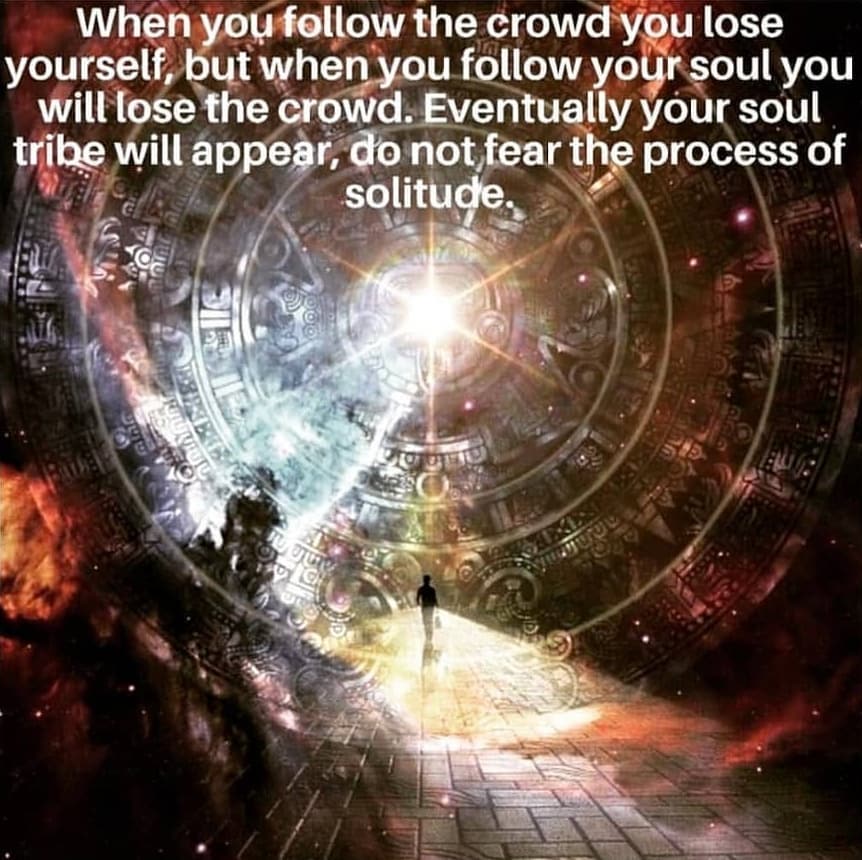 When you follow the crowd you lose
yourself, but when you follow your soul you
will lose the crowd. Eventually your soul
tribe will appear, do not fear the process of
solitude.